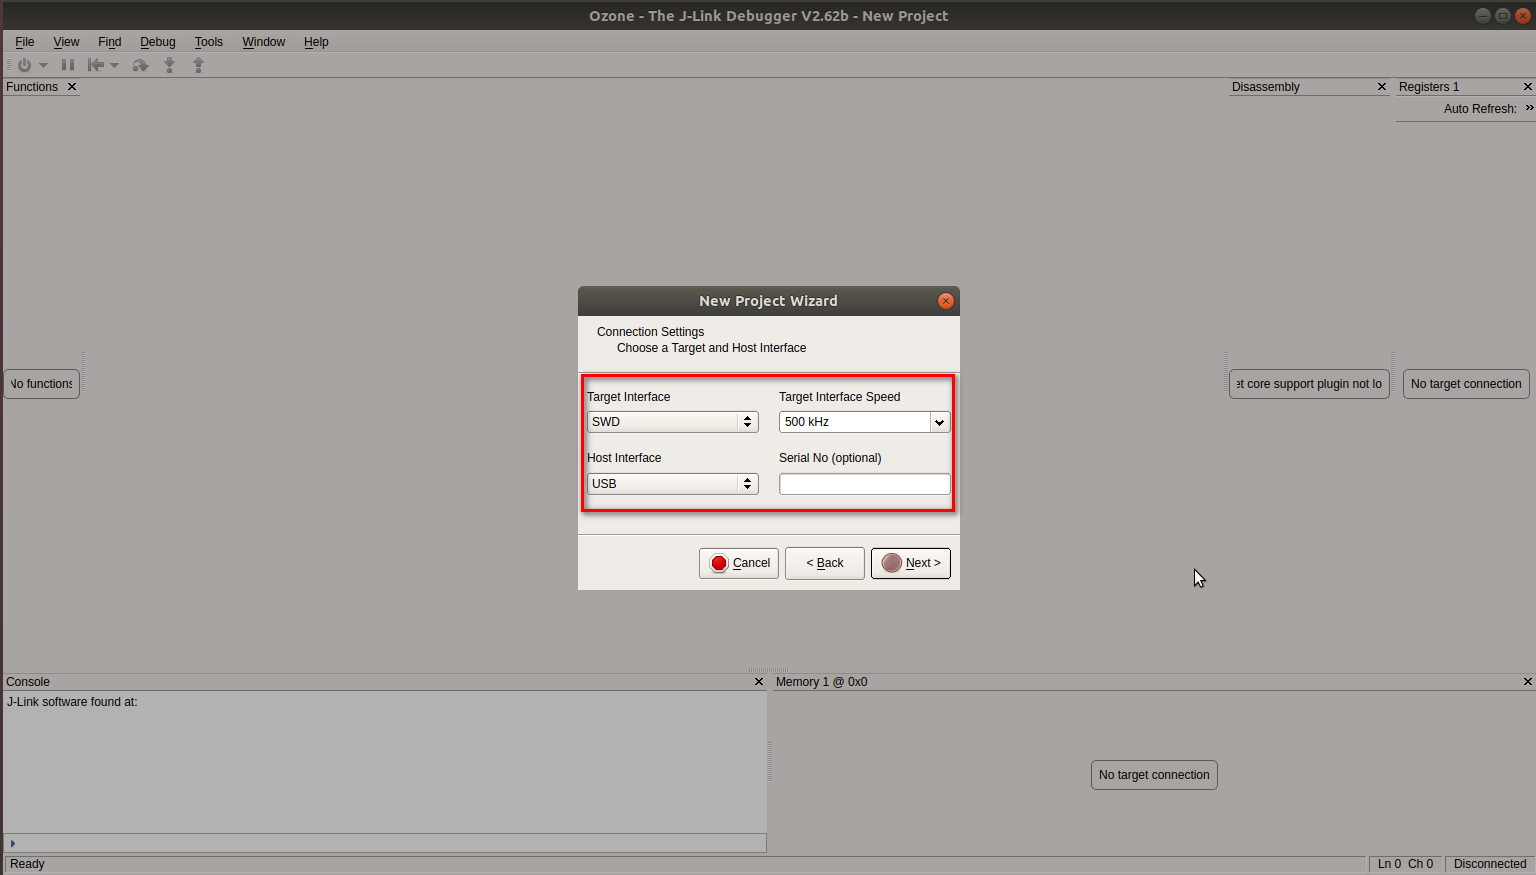 Ozone - The J-Link Debugger V2.62b - New Project
File View Find Debug Tools Window Help
Functions
Disassembly
Registers 1
Auto Refresh:
New Project Wizard
Connection Settings
Choose a Target and Host Interface
No functions
et core support plugin not lo
No target connection
Target Interface
Target Interface Speed
SWD
500 kHz
Host Interface
Serial No (optional)
USB
Cancel
< Back
Next >
Console
Memory 1 @ 0x0
J-Link software found at:
No target connection
Ready
Ln 0 Ch 0
Disconnected